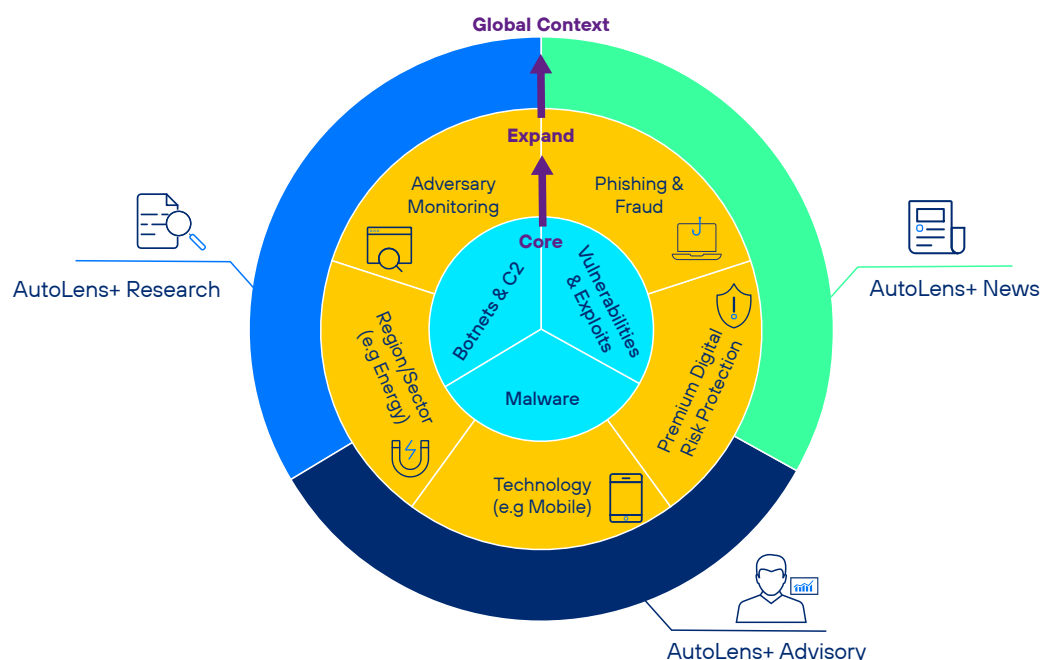 Global Context
Expand
Adversary
Monitoring
Phishing &
Fraud
Core
Botnets & C2
Vulnerabilities
& Exploits
Malware
Region/Sector
(e.g Energy)
Premium Digital
Risk Protection
Technology
(e.g Mobile)
AutoLens+ Research
AutoLens+ News
AutoLens+ Advisory